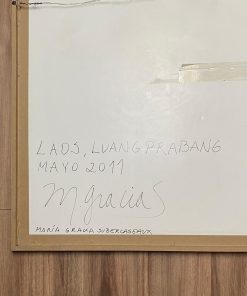 LAOS, LUANG PRABANG
MAYO 2011
M gracia S
MARÍA GRACIA SUBERCASEAUX